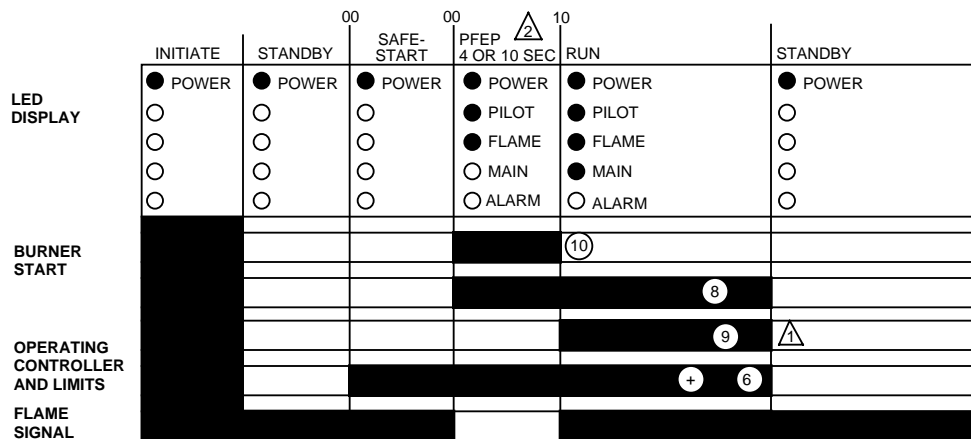 00 00 10
INITIATE STANDBY SAFE-START PFEP 4 OR 10 SEC 2 RUN STANDBY
LED DISPLAY
POWER POWER POWER POWER POWER POWER
PILOT PILOT
FLAME FLAME
MAIN MAIN
ALARM ALARM
BURNER START
10
8
9 1
OPERATING CONTROLLER AND LIMITS
+ 6
FLAME SIGNAL